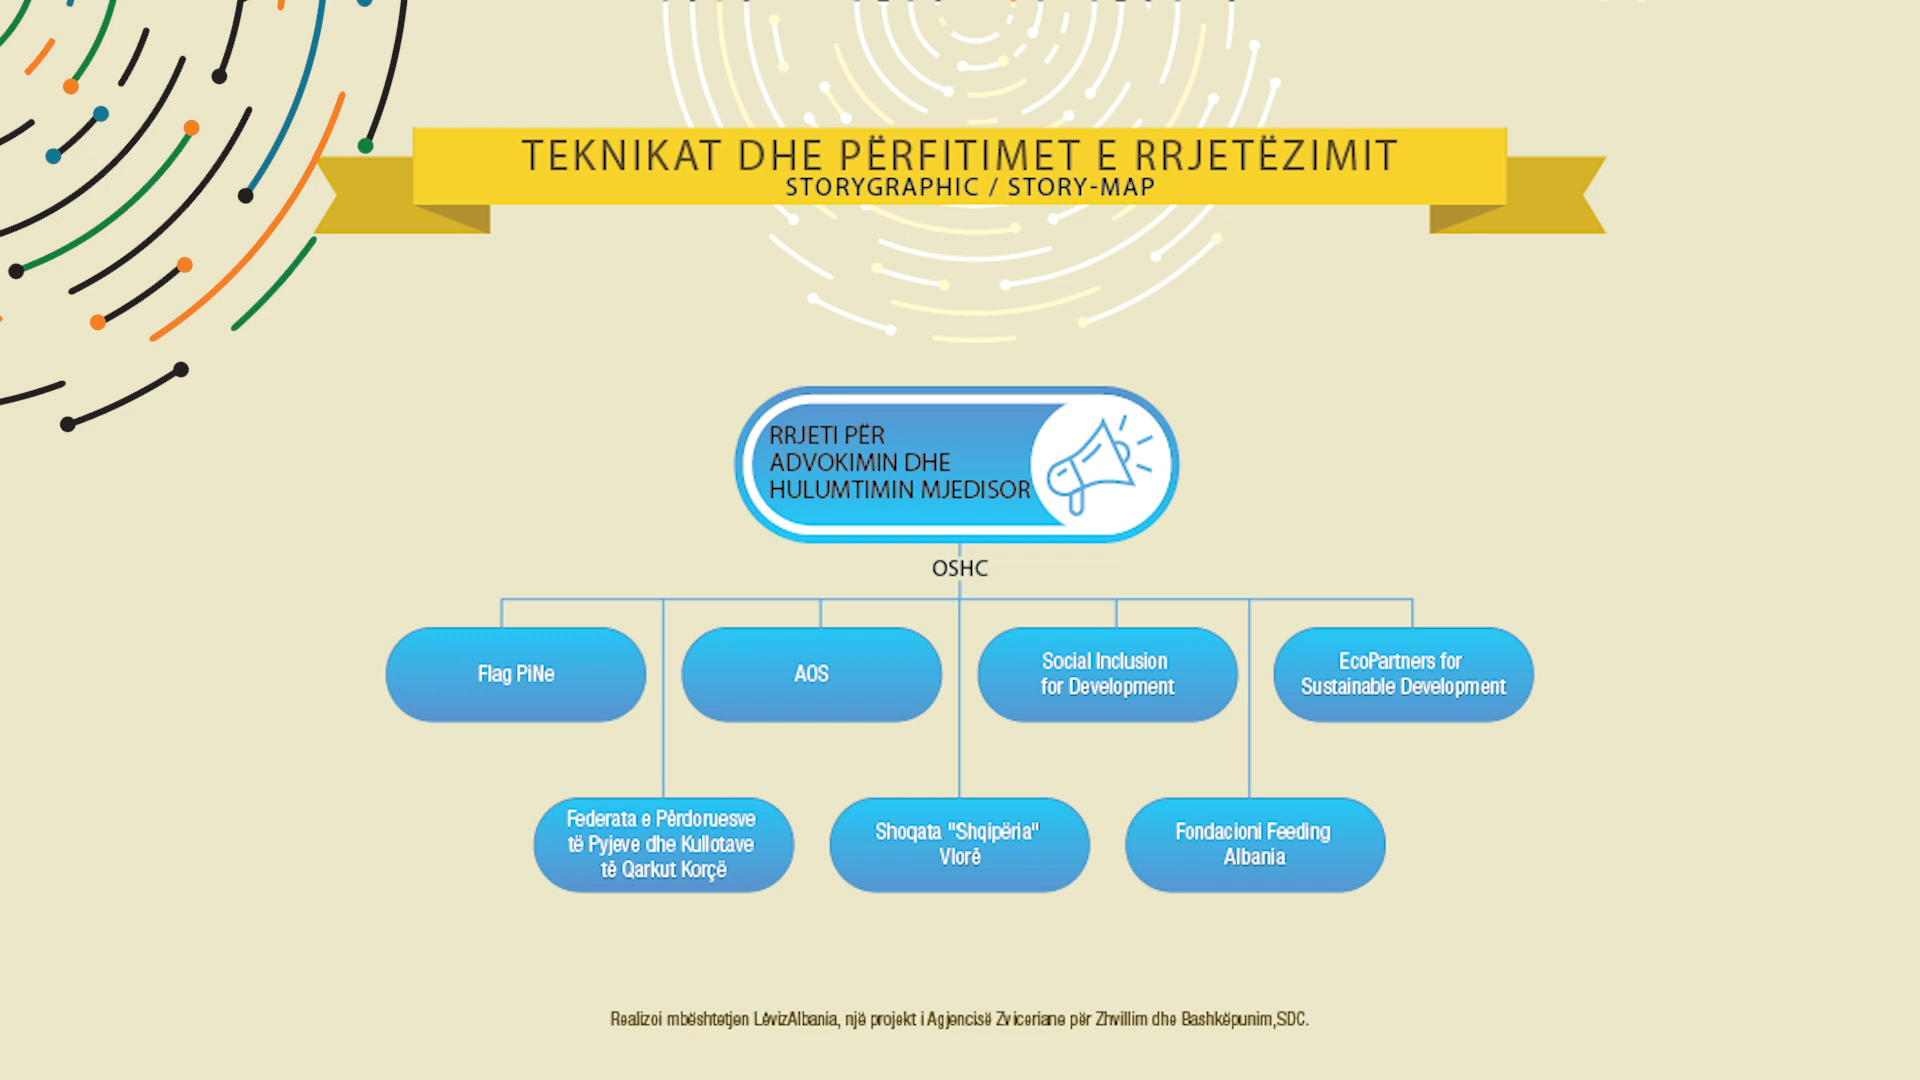 TEKNIKAT DHE PËRFITIMET E RRJETËZIMIT
STORYGRAPHIC / STORY-MAP
RRJETI PËR
ADVOKIMIN DHE
HULUMTIMIN MJEDISOR
OSHC
Flag PiNe
AOS
Social Inclusion
for Development
EcoPartners for
Sustainable Development
Federata e Përdoruesve
të Pyjeve dhe Kullotave
të Qarkut Korçë
Shoqata "Shqipëria"
Vlorë
Fondacioni Feeding
Albania
Realizoi mbështetjen LëvizAlbania, një projekt i Agjencisë Zviceriane për Zhvillim dhe Bashkëpunim,SDC.